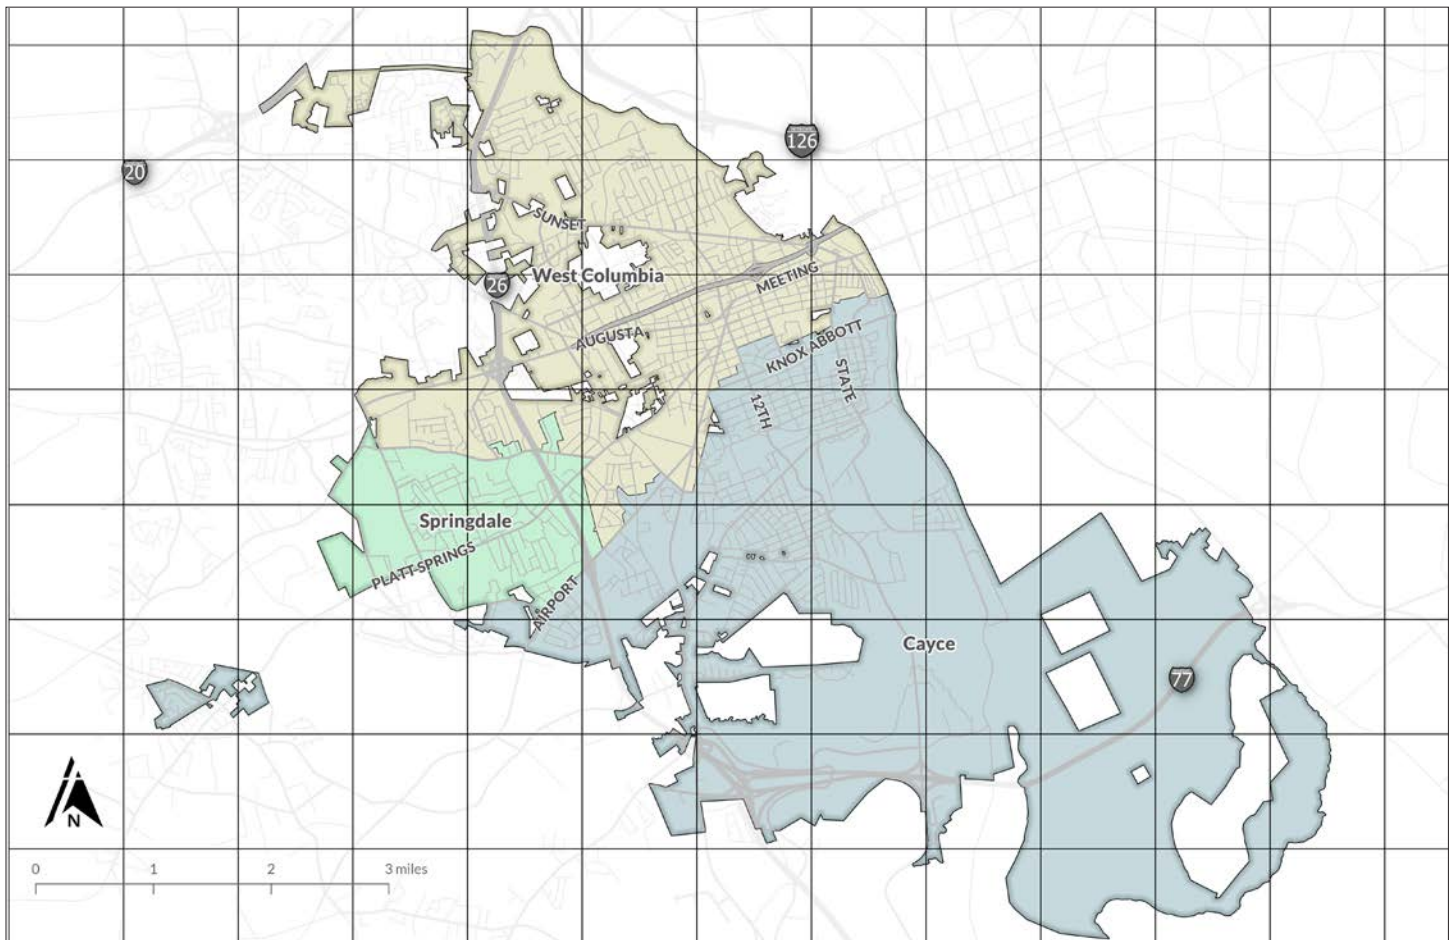 126
20
SUNSET
West Columbia
MEETING
26
AUGUSTA
KNOX ABBOTT
STATE
12TH
Springdale
PLATT SPRINGS
AIRPORT
Cayce
77
N
0 1 2 3 miles